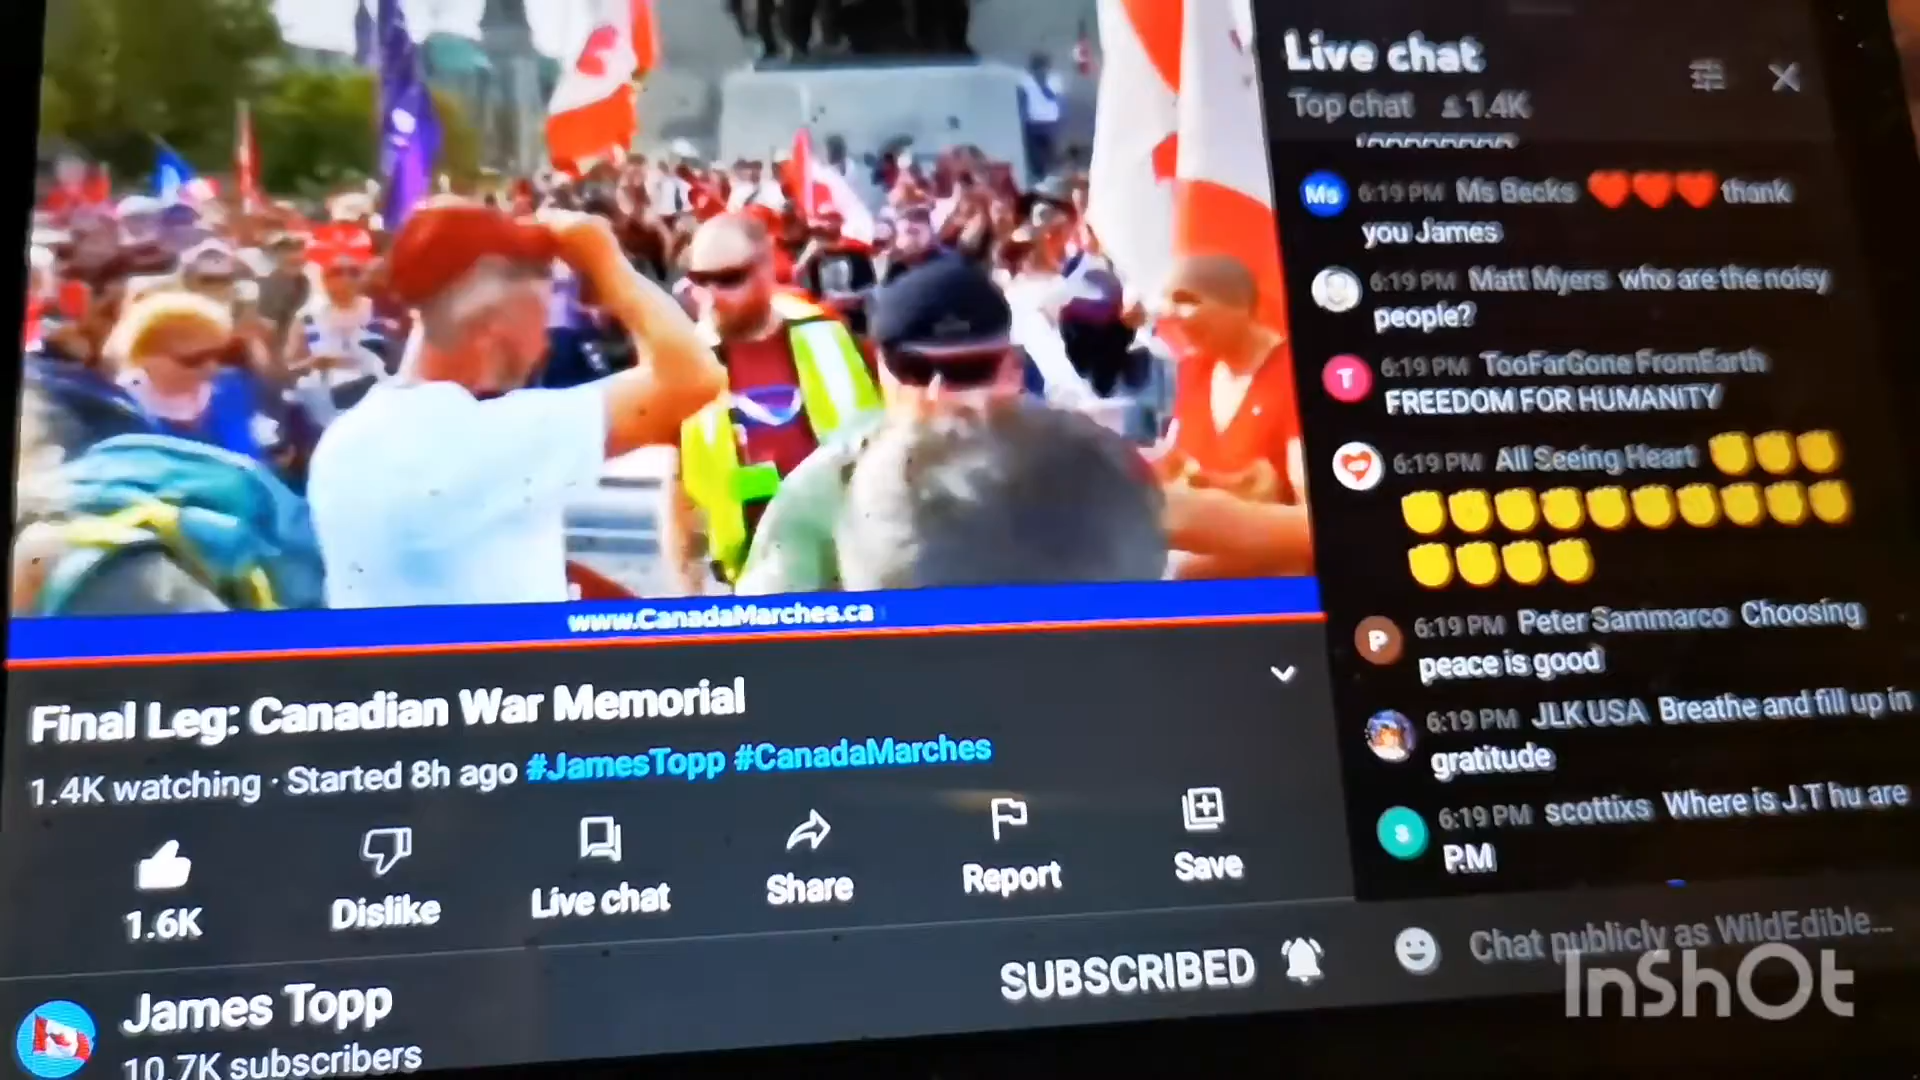 Live chat
Top chat 1.4K
Ms 6:19 PM Ms Becks thank
you James
6:19 PM Matt Myers who are the noisy
people?
T 6:19 PM TooFarGone FromEarth
FREEDOM FOR HUMANITY
6:19 PM All Seeing Heart
P 6:19 PM Peter Sammarco Choosing
peace is good
6:19 PM JLK USA Breathe and fill up in
gratitude
s 6:19 PM scottixs Where is J.T hu are
P.M
Chat publicly as WildEdible...
www.CanadaMarches.ca
Final Leg: Canadian War Memorial
1.4K watching · Started 8h ago #JamesTopp #CanadaMarches
1.6K Dislike Live chat Share Report Save
James Topp
10.7K subscribers
SUBSCRIBED
InShOt